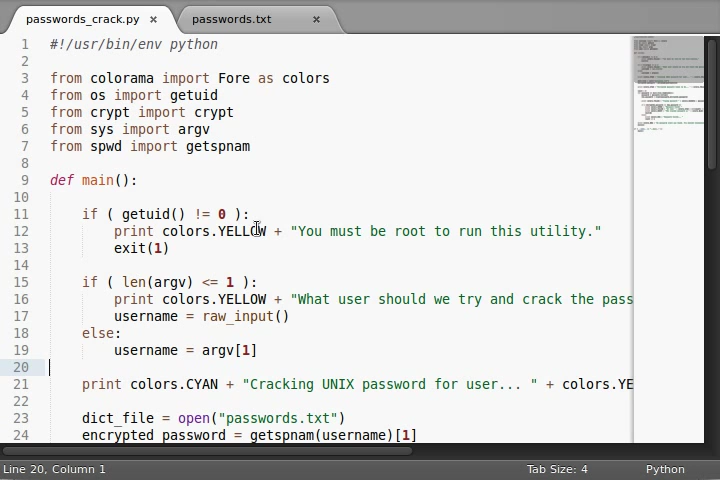 passwords_crack.py × passwords.txt ×
1 #!/usr/bin/env python
2
3 from colorama import Fore as colors
4 from os import getuid
5 from crypt import crypt
6 from sys import argv
7 from spwd import getspnam
8
9 def main():
10
11 if ( getuid() != 0 ):
12 print colors.YELLOW + "You must be root to run this utility."
13 exit(1)
14
15 if ( len(argv) <= 1 ):
16 print colors.YELLOW + "What user should we try and crack the pass
17 username = raw_input()
18 else:
19 username = argv[1]
20
21 print colors.CYAN + "Cracking UNIX password for user... " + colors.YE
22
23 dict_file = open("passwords.txt")
24 encrypted_password = getspnam(username)[1]
Line 20, Column 1 Tab Size: 4 Python